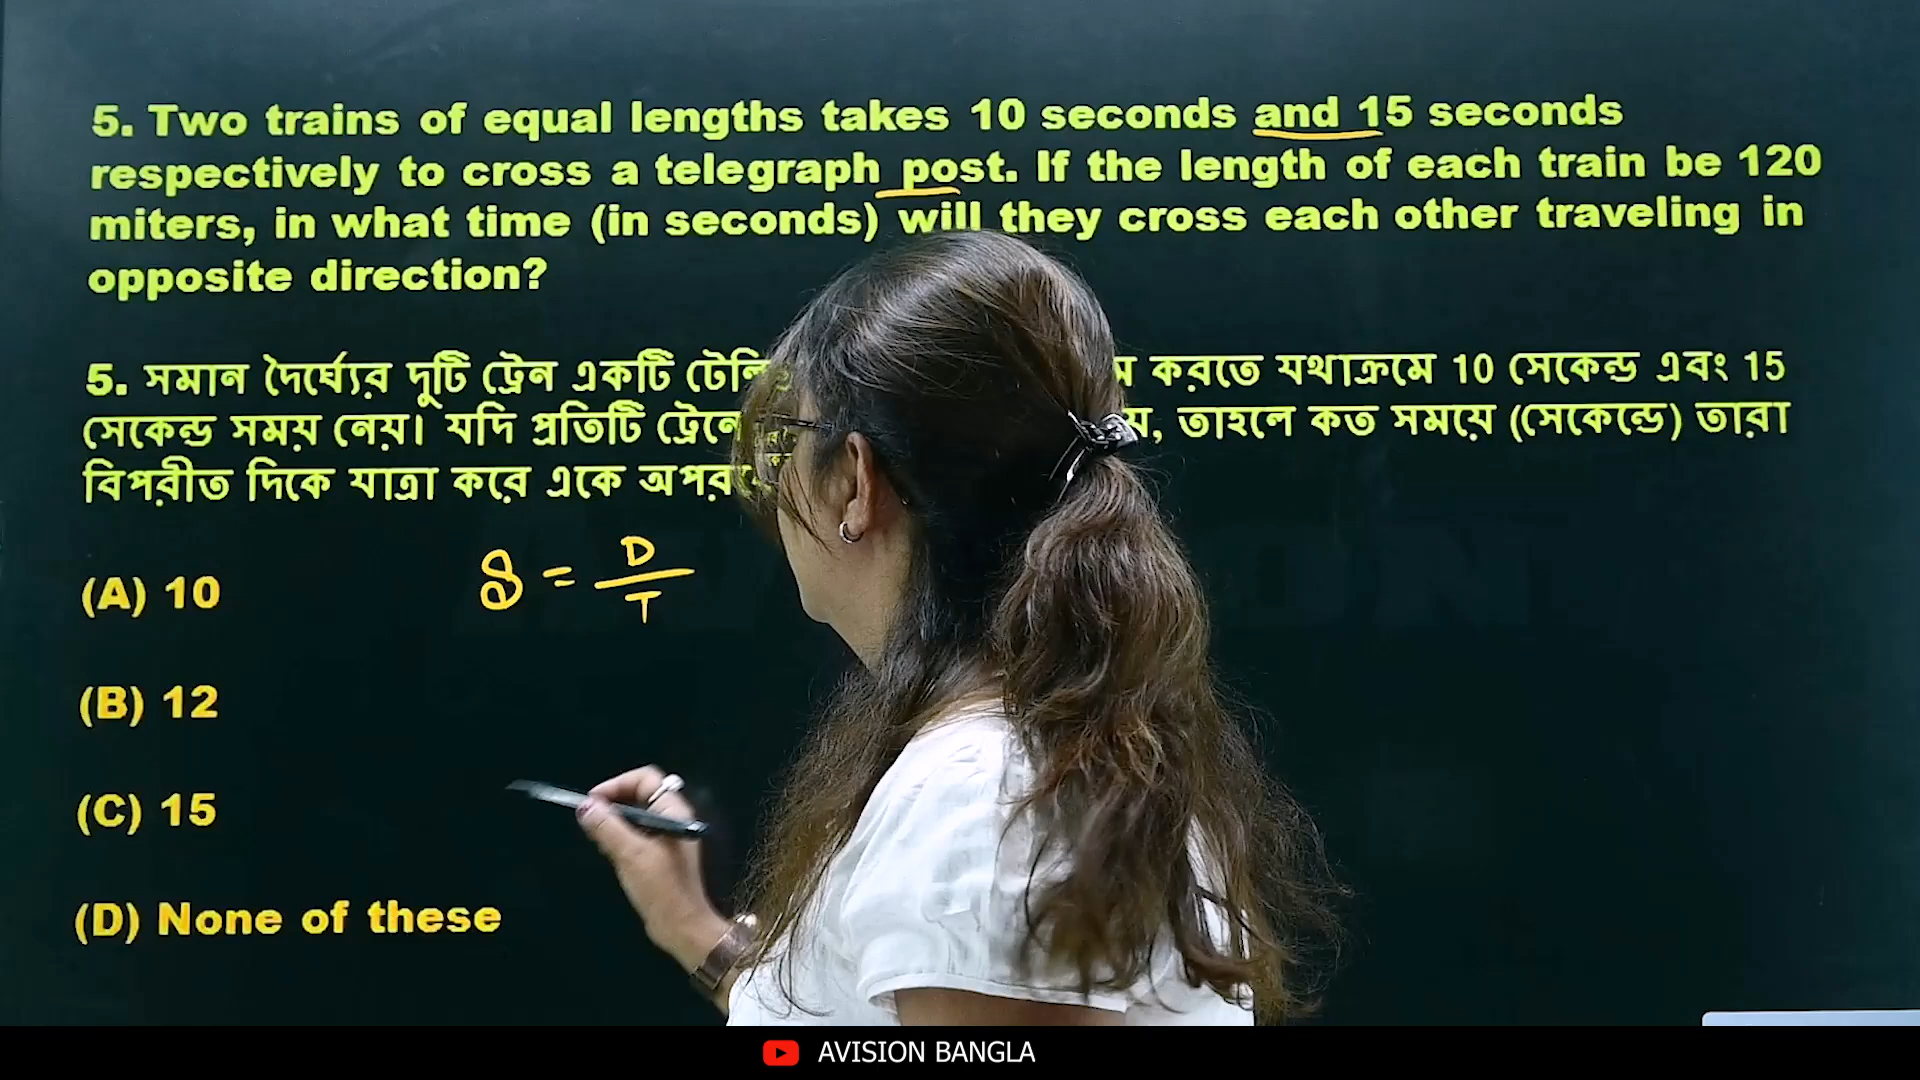 5. Two trains of equal lengths takes 10 seconds and 15 seconds
respectively to cross a telegraph post. If the length of each train be 120
miters, in what time (in seconds) will they cross each other traveling in
opposite direction?
5. সমান দৈর্ঘ্যের দুটি ট্রেন একটি করতে যথাক্রমে 10 সেকেন্ড এবং 15
সেকেন্ড সময় নেয়। যদি প্রতিটি তাহলে কত সময়ে (সেকেন্ডে) তারা
বিপরীত দিকে যাত্রা করে একে
S = D/T
(A) 10
(B) 12
(C) 15
(D) None of these
AVISION BANGLA